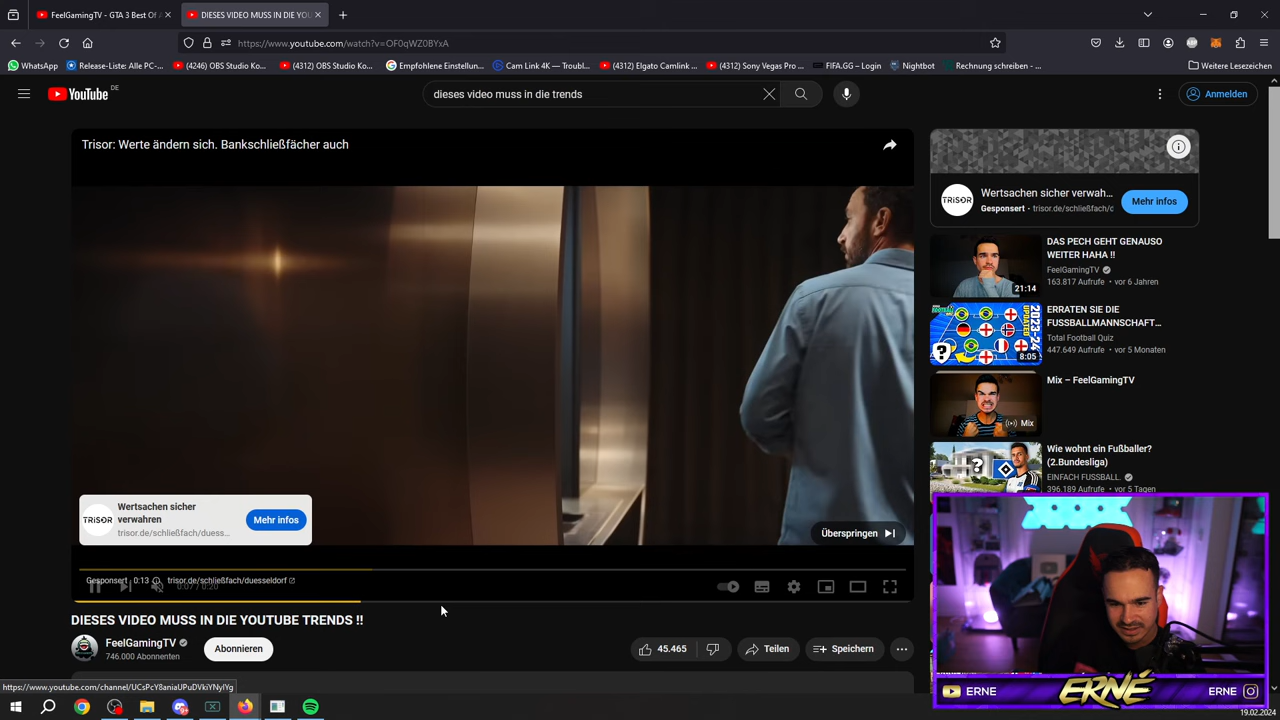 FeelGamingTV - GTA 3 Best Of A
DIESES VIDEO MUSS IN DIE YOU
https://www.youtube.com/watch?v=OF0qWZ0BYxA
WhatsApp
Release-Liste: Alle PC-...
(4246) OBS Studio Ko...
(4312) OBS Studio Ko...
Empfohlene Einstellun...
Cam Link 4K — Troubl...
(4312) Elgato Camlink ...
(4312) Sony Vegas Pro ...
FIFA.GG – Login
Nightbot
Rechnung schreiben - ...
Weitere Lesezeichen
YouTube DE
dieses video muss in die trends
Anmelden
Trisor: Werte ändern sich. Bankschließfächer auch
TRISOR
Wertsachen sicher verwah...
Gesponsert • trisor.de/schließfach/d
Mehr infos
DAS PECH GEHT GENAUSO
WEITER HAHA !!
FeelGamingTV
163.817 Aufrufe • vor 6 Jahren
21:14
ERRATEN SIE DIE
FUSSBALLMANNSCHAFT...
Total Football Quiz
447.649 Aufrufe • vor 5 Monaten
2023-24
UPDATED
8:05
Mix – FeelGamingTV
Mix
Wie wohnt ein Fußballer?
(2.Bundesliga)
EINFACH FUSSBALL.
396.189 Aufrufe • vor 5 Tagen
TRISOR
Wertsachen sicher
verwahren
trisor.de/schließfach/duess...
Mehr infos
Überspringen
Gesponsert · 0:13 trisor.de/schließfach/duesseldorf
0:07 / 0:20
DIESES VIDEO MUSS IN DIE YOUTUBE TRENDS !!
FeelGamingTV
746.000 Abonnenten
Abonnieren
45.465
Teilen
Speichern
https://www.youtube.com/channel/UCsPcY8aniaUPuDVkiYNylYg
ERNE
ERNÉ
ERNE
19.02.2024